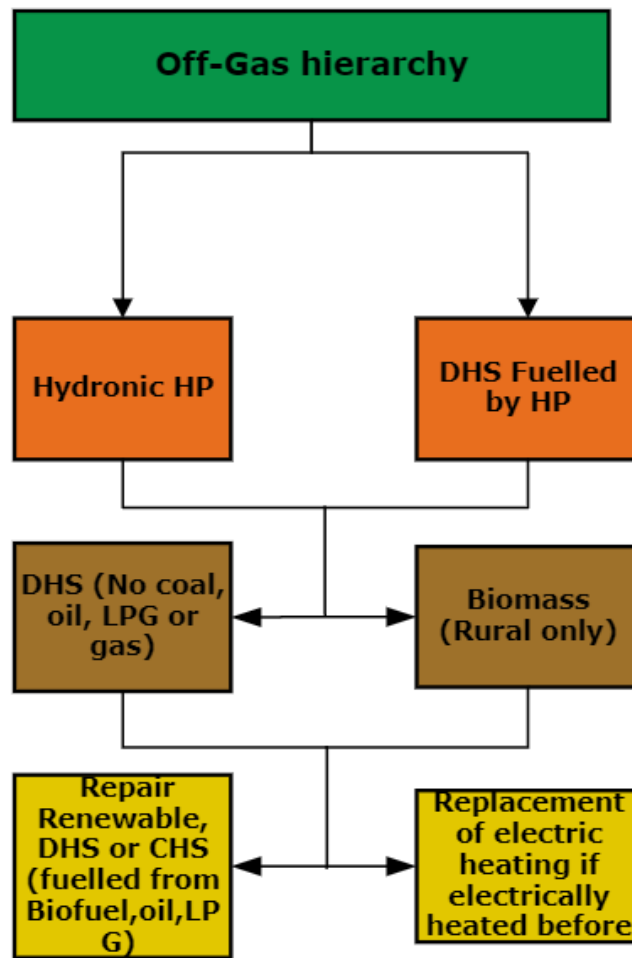 Off-Gas hierarchy
Hydronic HP
DHS Fuelled
by HP
DHS (No coal,
oil, LPG or
gas)
Biomass
(Rural only)
Repair
Renewable,
DHS or CHS
(fuelled from
Biofuel,oil,LP
G)
Replacement
of electric
heating if
electrically
heated before